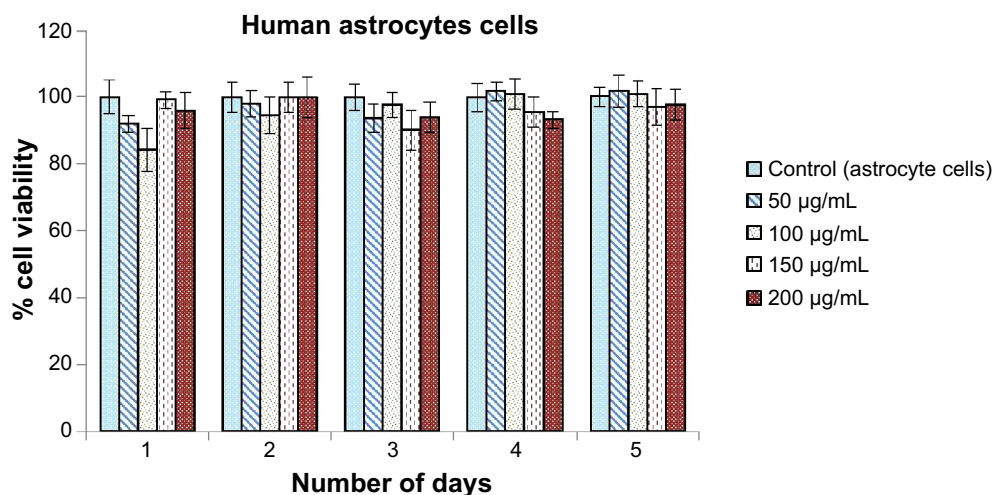 Human astrocytes cells
120
100
80
60
40
20
0
% cell viability
1 2 3 4 5
Number of days
Control (astrocyte cells)
50 µg/mL
100 µg/mL
150 µg/mL
200 µg/mL